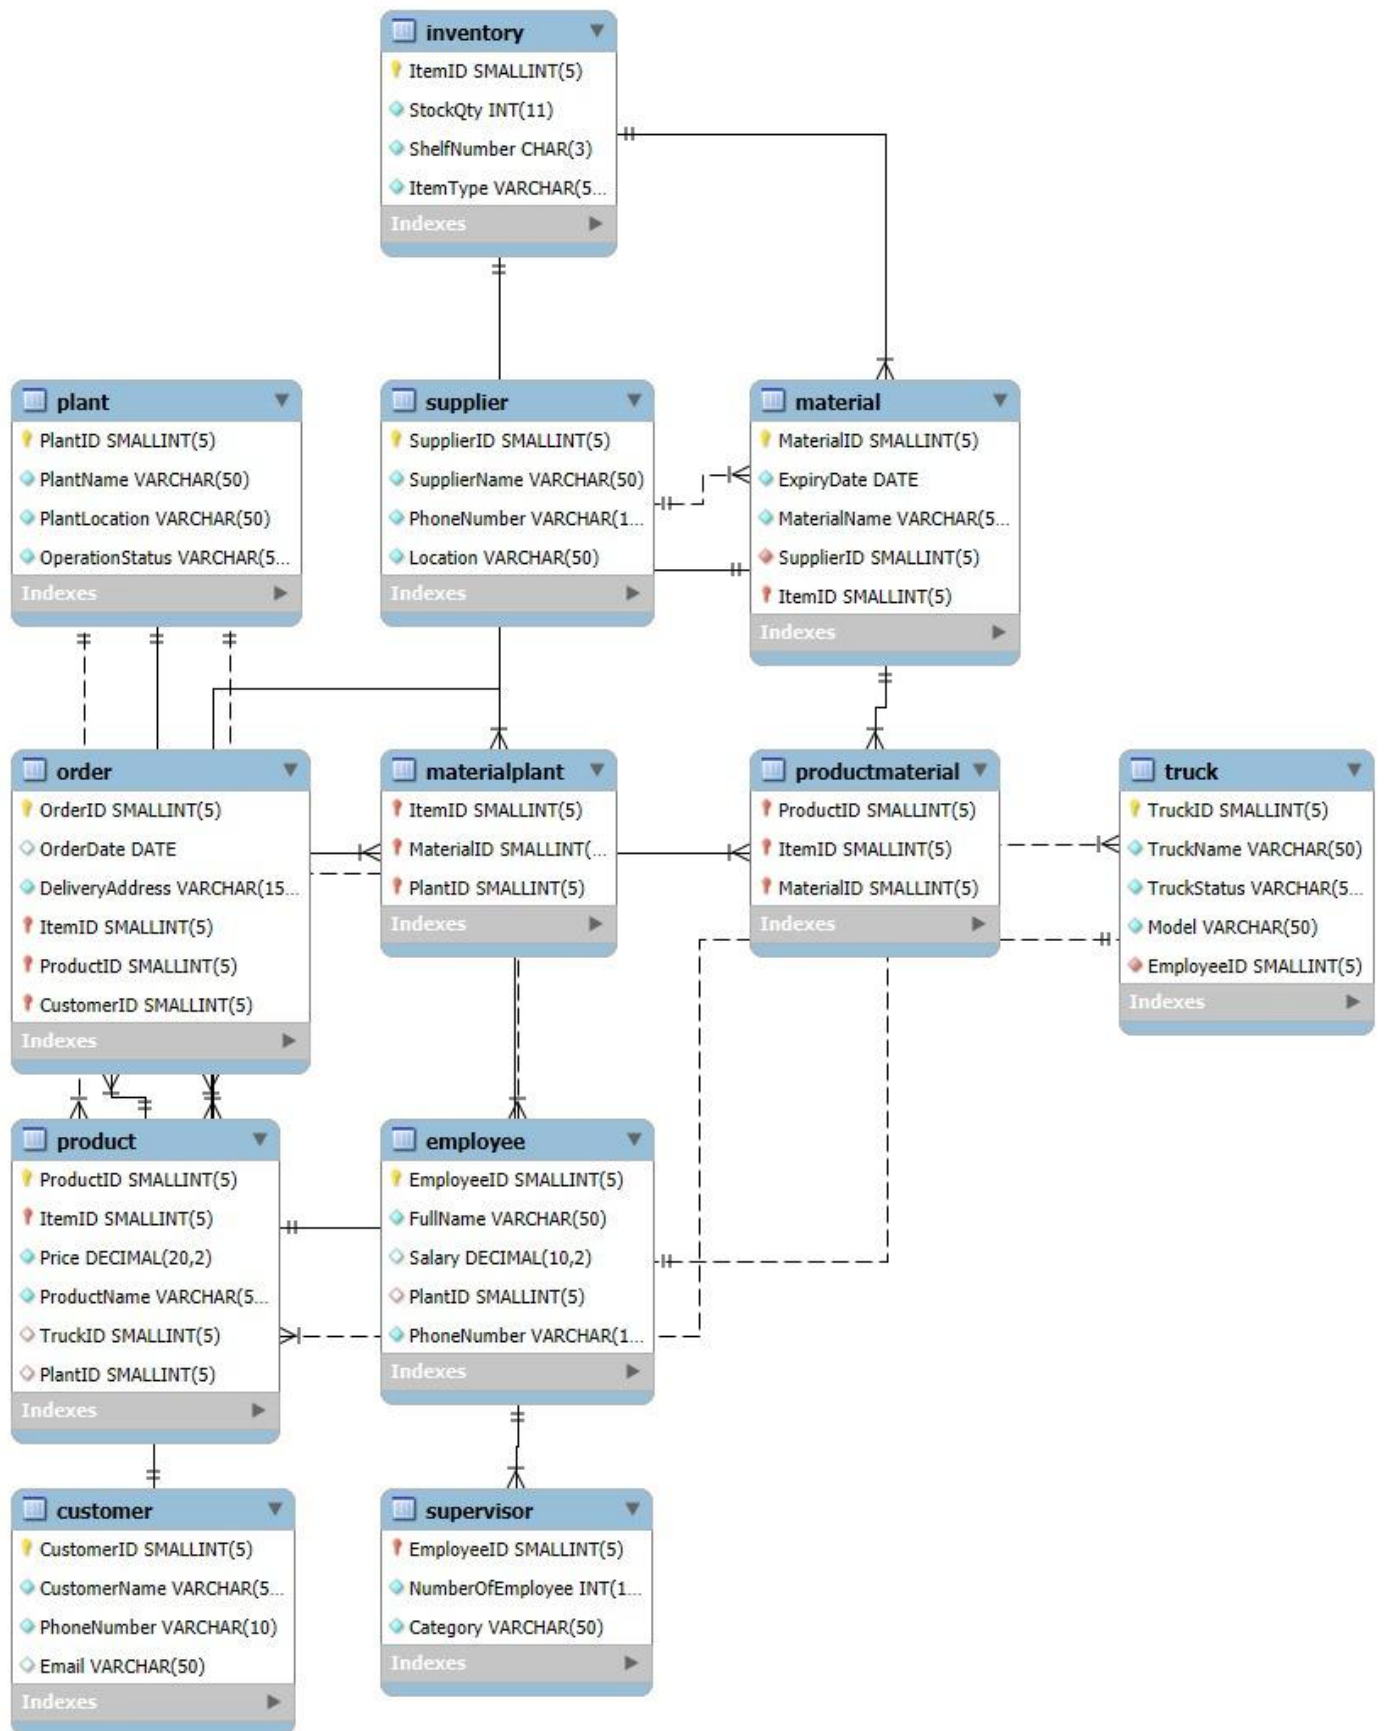 inventory
ItemID SMALLINT(5)
StockQty INT(11)
ShelfNumber CHAR(3)
ItemType VARCHAR(5...
Indexes
plant
PlantID SMALLINT(5)
PlantName VARCHAR(50)
PlantLocation VARCHAR(50)
OperationStatus VARCHAR(5...
Indexes
supplier
SupplierID SMALLINT(5)
SupplierName VARCHAR(50)
PhoneNumber VARCHAR(1...
Location VARCHAR(50)
Indexes
material
MaterialID SMALLINT(5)
ExpiryDate DATE
MaterialName VARCHAR(5...
SupplierID SMALLINT(5)
ItemID SMALLINT(5)
Indexes
order
OrderID SMALLINT(5)
OrderDate DATE
DeliveryAddress VARCHAR(15...
ItemID SMALLINT(5)
ProductID SMALLINT(5)
CustomerID SMALLINT(5)
Indexes
materialplant
ItemID SMALLINT(5)
MaterialID SMALLINT(...
PlantID SMALLINT(5)
Indexes
productmaterial
ProductID SMALLINT(5)
ItemID SMALLINT(5)
MaterialID SMALLINT(5)
Indexes
truck
TruckID SMALLINT(5)
TruckName VARCHAR(50)
TruckStatus VARCHAR(5...
Model VARCHAR(50)
EmployeeID SMALLINT(5)
Indexes
product
ProductID SMALLINT(5)
ItemID SMALLINT(5)
Price DECIMAL(20,2)
ProductName VARCHAR(5...
TruckID SMALLINT(5)
PlantID SMALLINT(5)
Indexes
employee
EmployeeID SMALLINT(5)
FullName VARCHAR(50)
Salary DECIMAL(10,2)
PlantID SMALLINT(5)
PhoneNumber VARCHAR(1...
Indexes
customer
CustomerID SMALLINT(5)
CustomerName VARCHAR(5...
PhoneNumber VARCHAR(10)
Email VARCHAR(50)
Indexes
supervisor
EmployeeID SMALLINT(5)
NumberOfEmployee INT(1...
Category VARCHAR(50)
Indexes